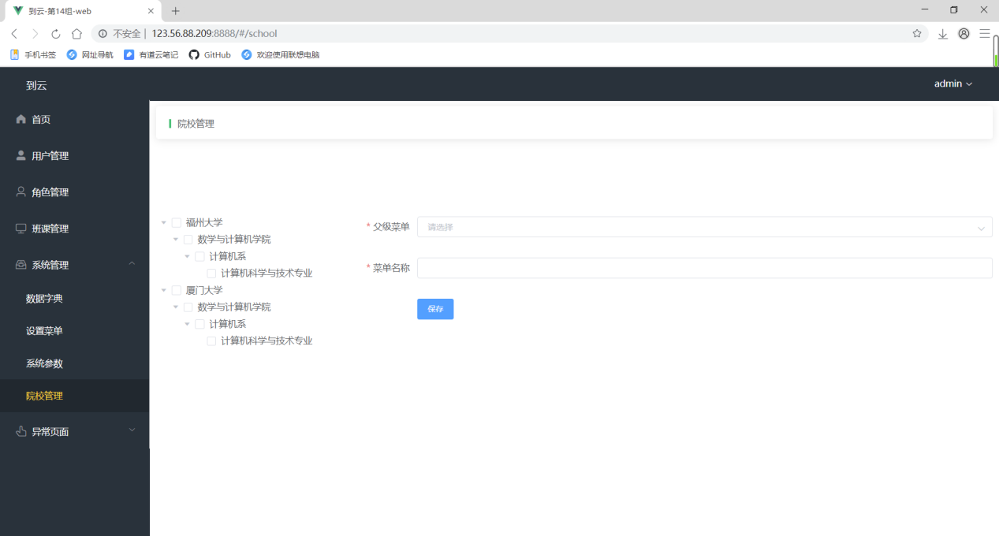 到云-第14组-web
不安全 | 123.56.88.209:8888/#/school
手机书签 网址导航 有道云笔记 GitHub 欢迎使用联想电脑
到云 admin
首页
用户管理
角色管理
班课管理
系统管理
数据字典
设置菜单
系统参数
院校管理
异常页面
院校管理
福州大学
数学与计算机学院
计算机系
计算机科学与技术专业
厦门大学
数学与计算机学院
计算机系
计算机科学与技术专业
* 父级菜单 请选择
* 菜单名称
保存